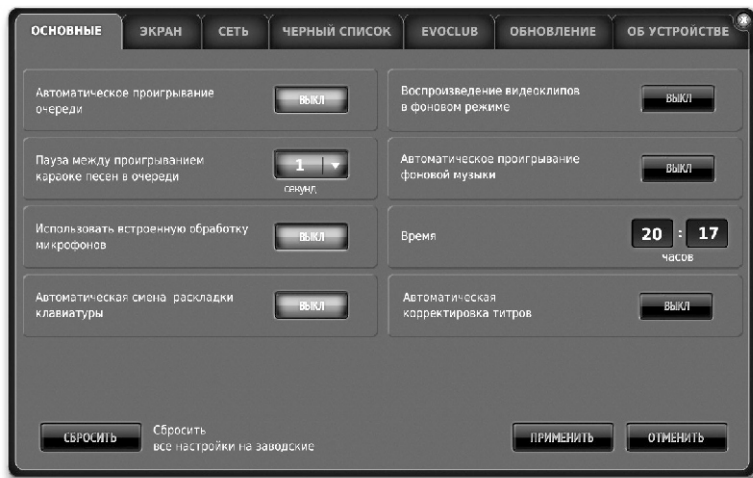 ОСНОВНЫЕ
ЭКРАН
СЕТЬ
ЧЕРНЫЙ СПИСОК
EVOCLUB
ОБНОВЛЕНИЕ
ОБ УСТРОЙСТВЕ
Автоматическое проигрывание
очереди
ВЫКЛ
Воспроизведение видеоклипов
в фоновом режиме
ВЫКЛ
Пауза между проигрыванием
караоке песен в очереди
1
секунд
Автоматическое проигрывание
фоновой музыки
ВЫКЛ
Использовать встроенную обработку
микрофонов
ВЫКЛ
Время
20 : 17
часов
Автоматическая смена раскладки
клавиатуры
ВЫКЛ
Автоматическая
корректировка титров
ВЫКЛ
СБРОСИТЬ
Сбросить
все настройки на заводские
ПРИМЕНИТЬ
ОТМЕНИТЬ